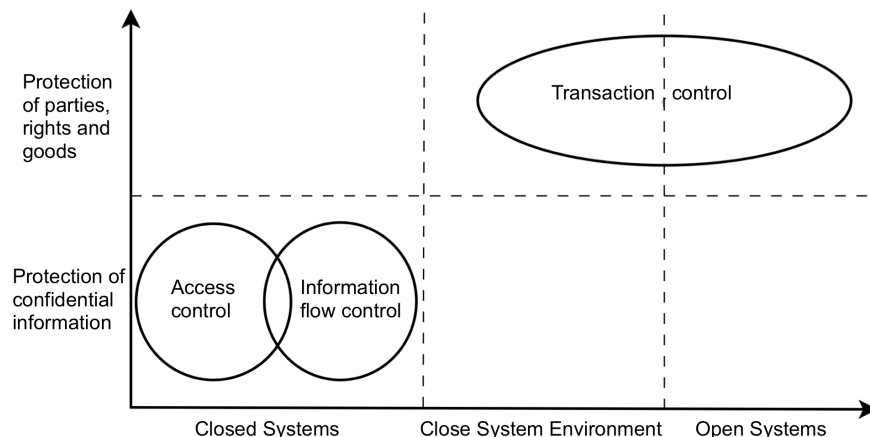 Protection
of parties,
rights and
goods
Transaction control
Protection of
confidential
information
Access
control
Information
flow control
Closed Systems
Close System Environment
Open Systems